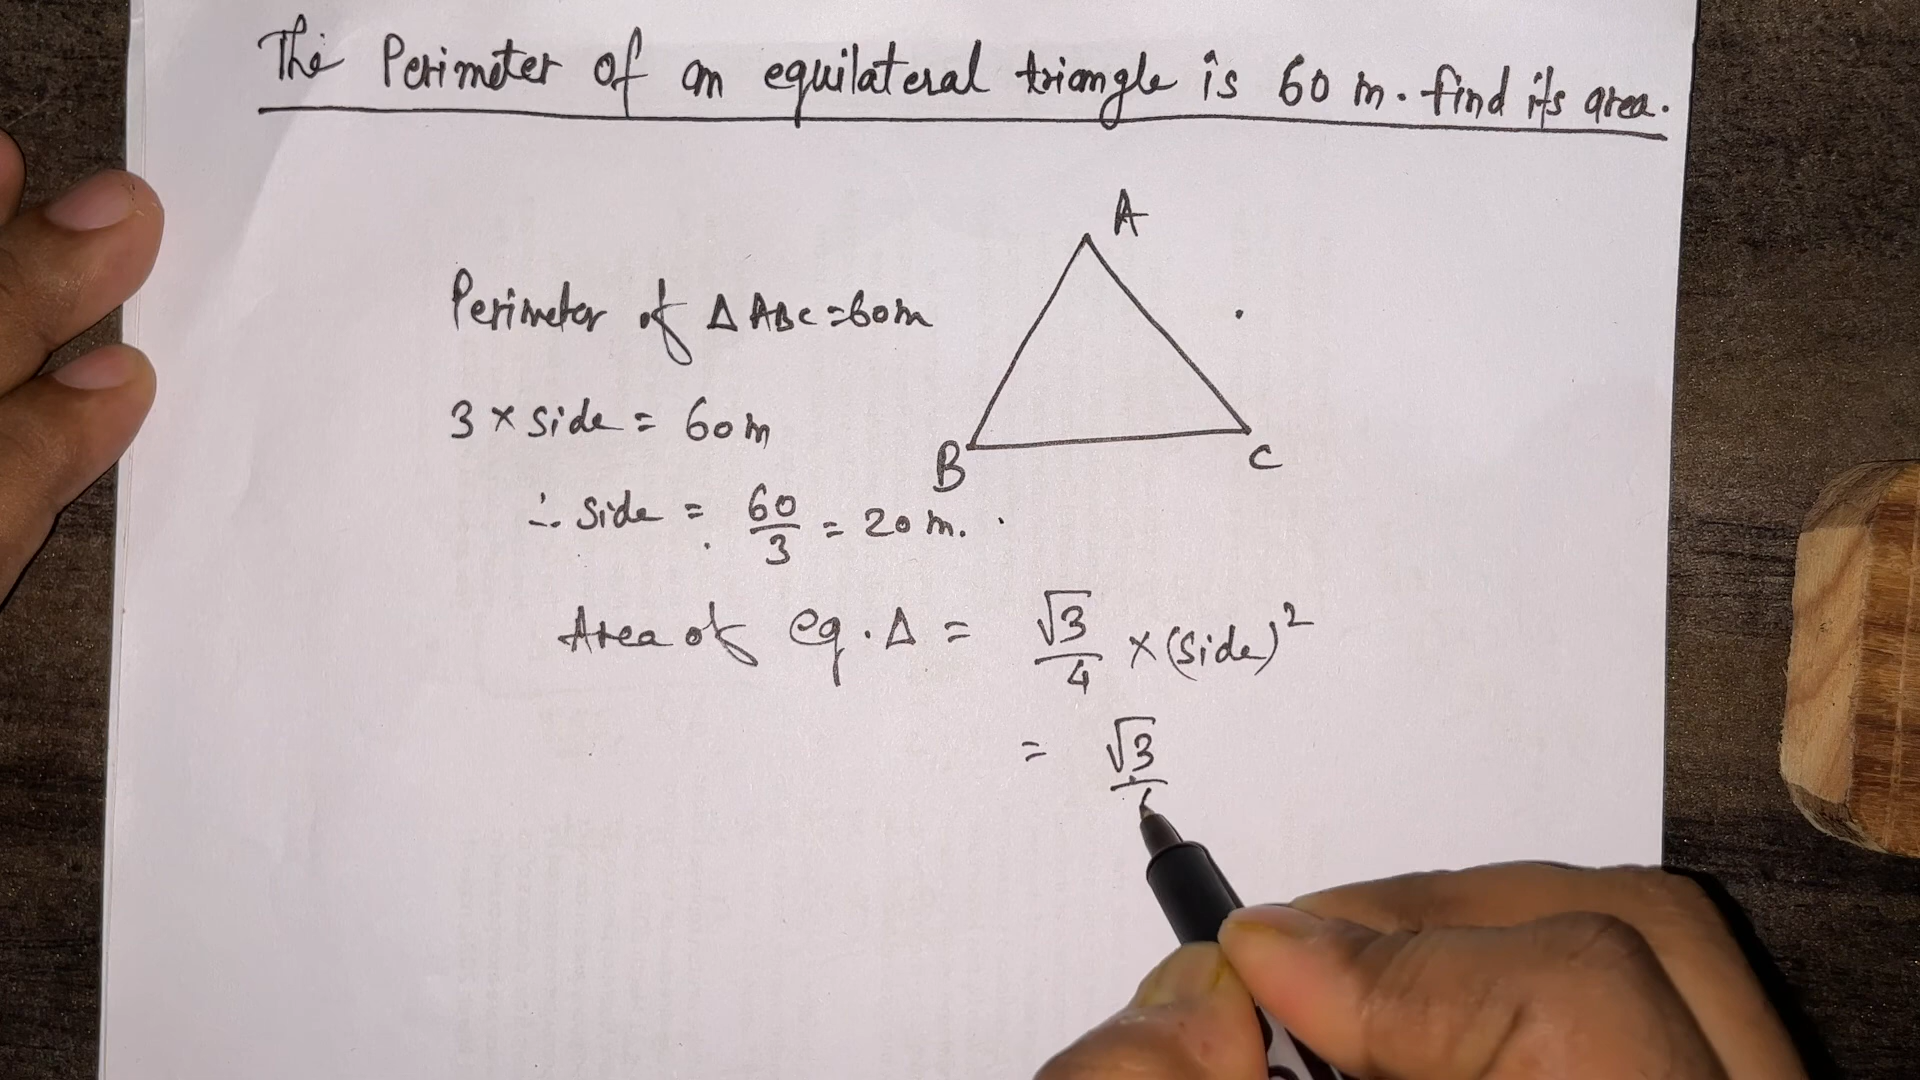 The Perimeter of an equilateral triangle is 60 m. find its area.
A
Perimeter of Δ ABC = 60m
3 × side = 60m
B
C
∴ side = 60/3 = 20 m.
Area of eq. Δ = √3/4 × (side)²
= √3/